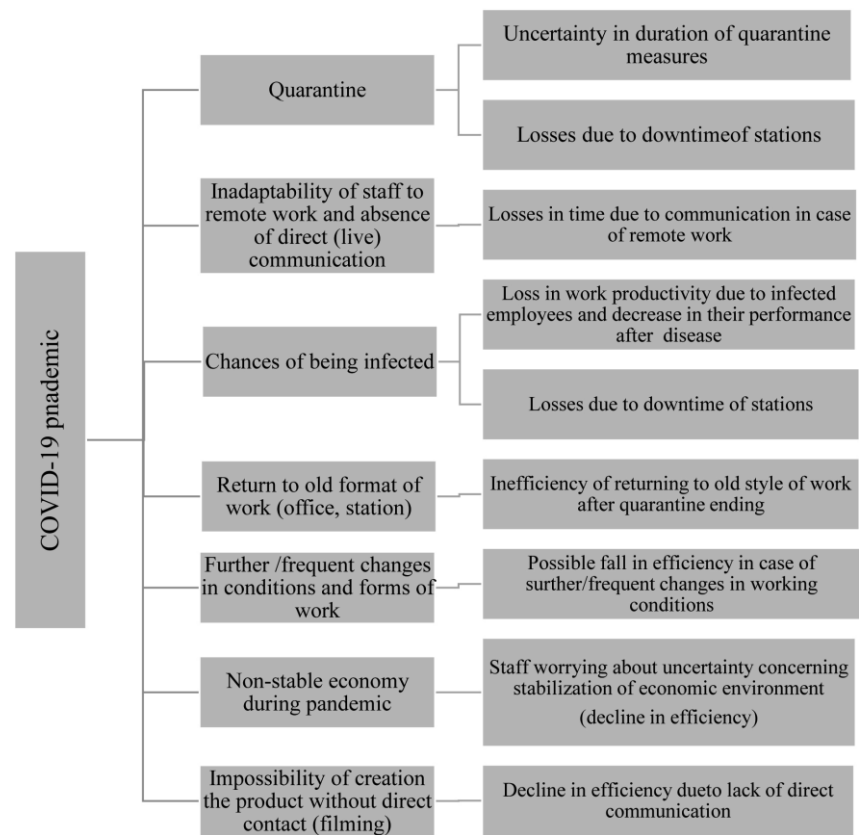 COVID-19 pnademic
Quarantine
Uncertainty in duration of quarantine
measures
Losses due to downtimeof stations
Inadaptability of staff to
remote work and absence
of direct (live)
communication
Losses in time due to communication in case
of remote work
Chances of being infected
Loss in work productivity due to infected
employees and decrease in their performance
after disease
Losses due to downtime of stations
Return to old format of
work (office, station)
Inefficiency of returning to old style of work
after quarantine ending
Further /frequent changes
in conditions and forms of
work
Possible fall in efficiency in case of
surther/frequent changes in working
conditions
Non-stable economy
during pandemic
Staff worrying about uncertainty concerning
stabilization of economic environment
(decline in efficiency)
Impossibility of creation
the product without direct
contact (filming)
Decline in efficiency dueto lack of direct
communication